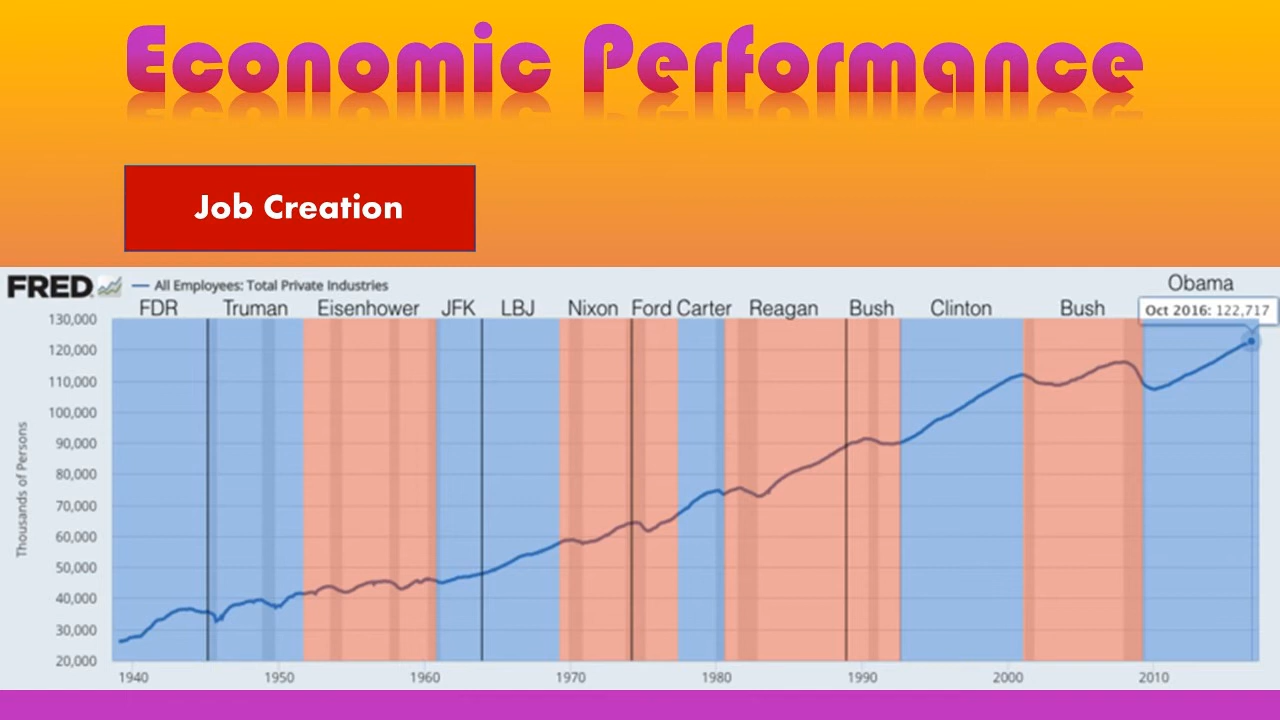 Economic Performance
Job Creation
FRED — All Employees: Total Private Industries
Obama
FDR Truman Eisenhower JFK LBJ Nixon Ford Carter Reagan Bush Clinton Bush
Oct 2016: 122,717
130,000
120,000
110,000
100,000
90,000
80,000
70,000
60,000
50,000
40,000
30,000
20,000
Thousands of Persons
1940 1950 1960 1970 1980 1990 2000 2010